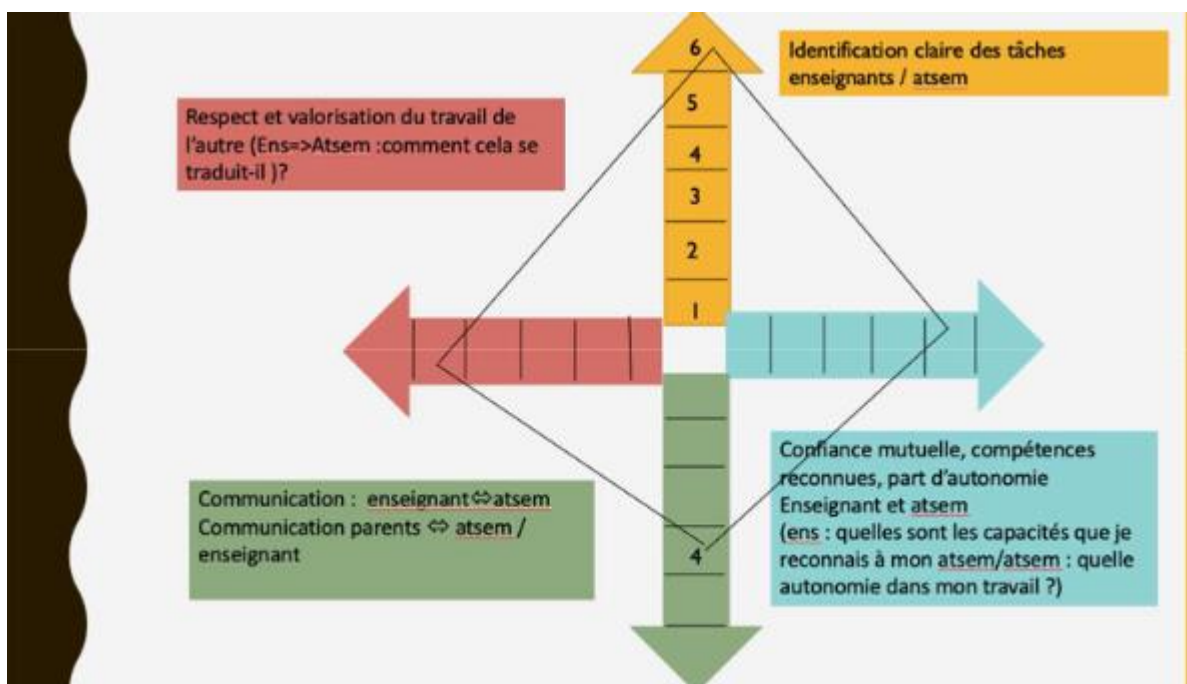 Respect et valorisation du travail de
l'autre (Ens=>Atsem :comment cela se
traduit-il )?
6
5
4
3
2
1
Identification claire des tâches
enseignants / atsem
Communication : enseignant⇔atsem
Communication parents ⇔ atsem /
enseignant
4
Confiance mutuelle, compétences
reconnues, part d'autonomie
Enseignant et atsem
(ens : quelles sont les capacités que je
reconnais à mon atsem/atsem : quelle
autonomie dans mon travail ?)